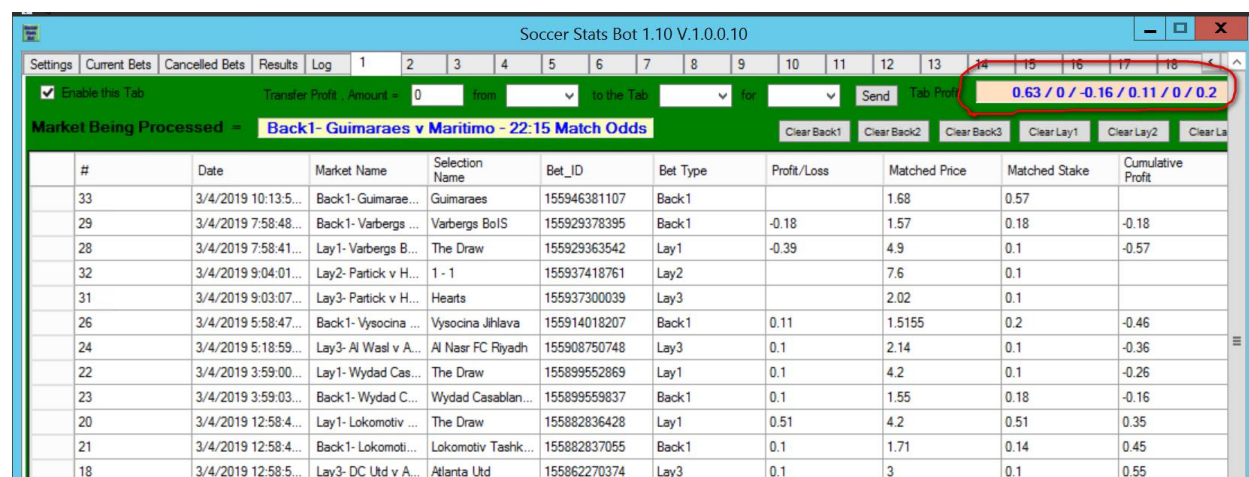 Soccer Stats Bot 1.10 V.1.0.0.10
Settings Current Bets Cancelled Bets Results Log 1 2 3 4 5 6 7 8 9 10 11 12 13 14 15 16 17 18
Enable this Tab Transfer Profit . Amount = 0 from to the Tab for Send Tab Profit 0.63 / 0 / -0.16 / 0.11 / 0 / 0.2
Market Being Processed = Back1- Guimaraes v Maritimo - 22:15 Match Odds Clear Back1 Clear Back2 Clear Back3 Clear Lay1 Clear Lay2 Clear La
# Date Market Name Selection Name Bet_ID Bet Type Profit/Loss Matched Price Matched Stake Cumulative Profit
33 3/4/2019 10:13:5... Back1- Guimarae... Guimaraes 155946381107 Back1 1.68 0.57
29 3/4/2019 7:58:48... Back1- Varbergs ... Varbergs BoIS 155929378395 Back1 -0.18 1.57 0.18 -0.18
28 3/4/2019 7:58:41... Lay1- Varbergs B... The Draw 155929363542 Lay1 -0.39 4.9 0.1 -0.57
32 3/4/2019 9:04:01... Lay2- Partick v H... 1 - 1 155937418761 Lay2 7.6 0.1
31 3/4/2019 9:03:07... Lay3- Partick v H... Hearts 155937300039 Lay3 2.02 0.1
26 3/4/2019 5:58:47... Back1- Vysocina ... Vysocina Jihlava 155914018207 Back1 0.11 1.5155 0.2 -0.46
24 3/4/2019 5:18:59... Lay3- Al Wasl v A... Al Nasr FC Riyadh 155908750748 Lay3 0.1 2.14 0.1 -0.36
22 3/4/2019 3:59:00... Lay1- Wydad Cas... The Draw 155899552869 Lay1 0.1 4.2 0.1 -0.26
23 3/4/2019 3:59:03... Back1- Wydad C... Wydad Casablan... 155899559837 Back1 0.1 1.55 0.18 -0.16
20 3/4/2019 12:58:4... Lay1- Lokomotiv ... The Draw 155882836428 Lay1 0.51 4.2 0.51 0.35
21 3/4/2019 12:58:4... Back1- Lokomoti... Lokomotiv Tashk... 155882837055 Back1 0.1 1.71 0.14 0.45
18 3/4/2019 12:58:5... Lay3- DC Utd v A... Atlanta Utd 155862270374 Lay3 0.1 3 0.1 0.55